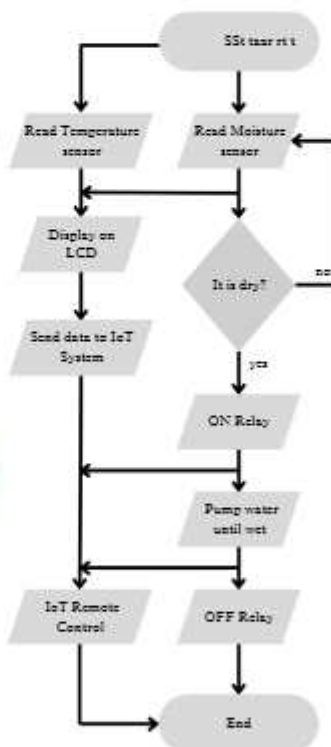 SSt taar rt t
Read Temperature
sensor
Read Moisture
sensor
Display on
LCD
It is dry?
no
Send data to IoT
System
yes
ON Relay
Pump water
until wet
IoT Remote
Control
OFF Relay
End